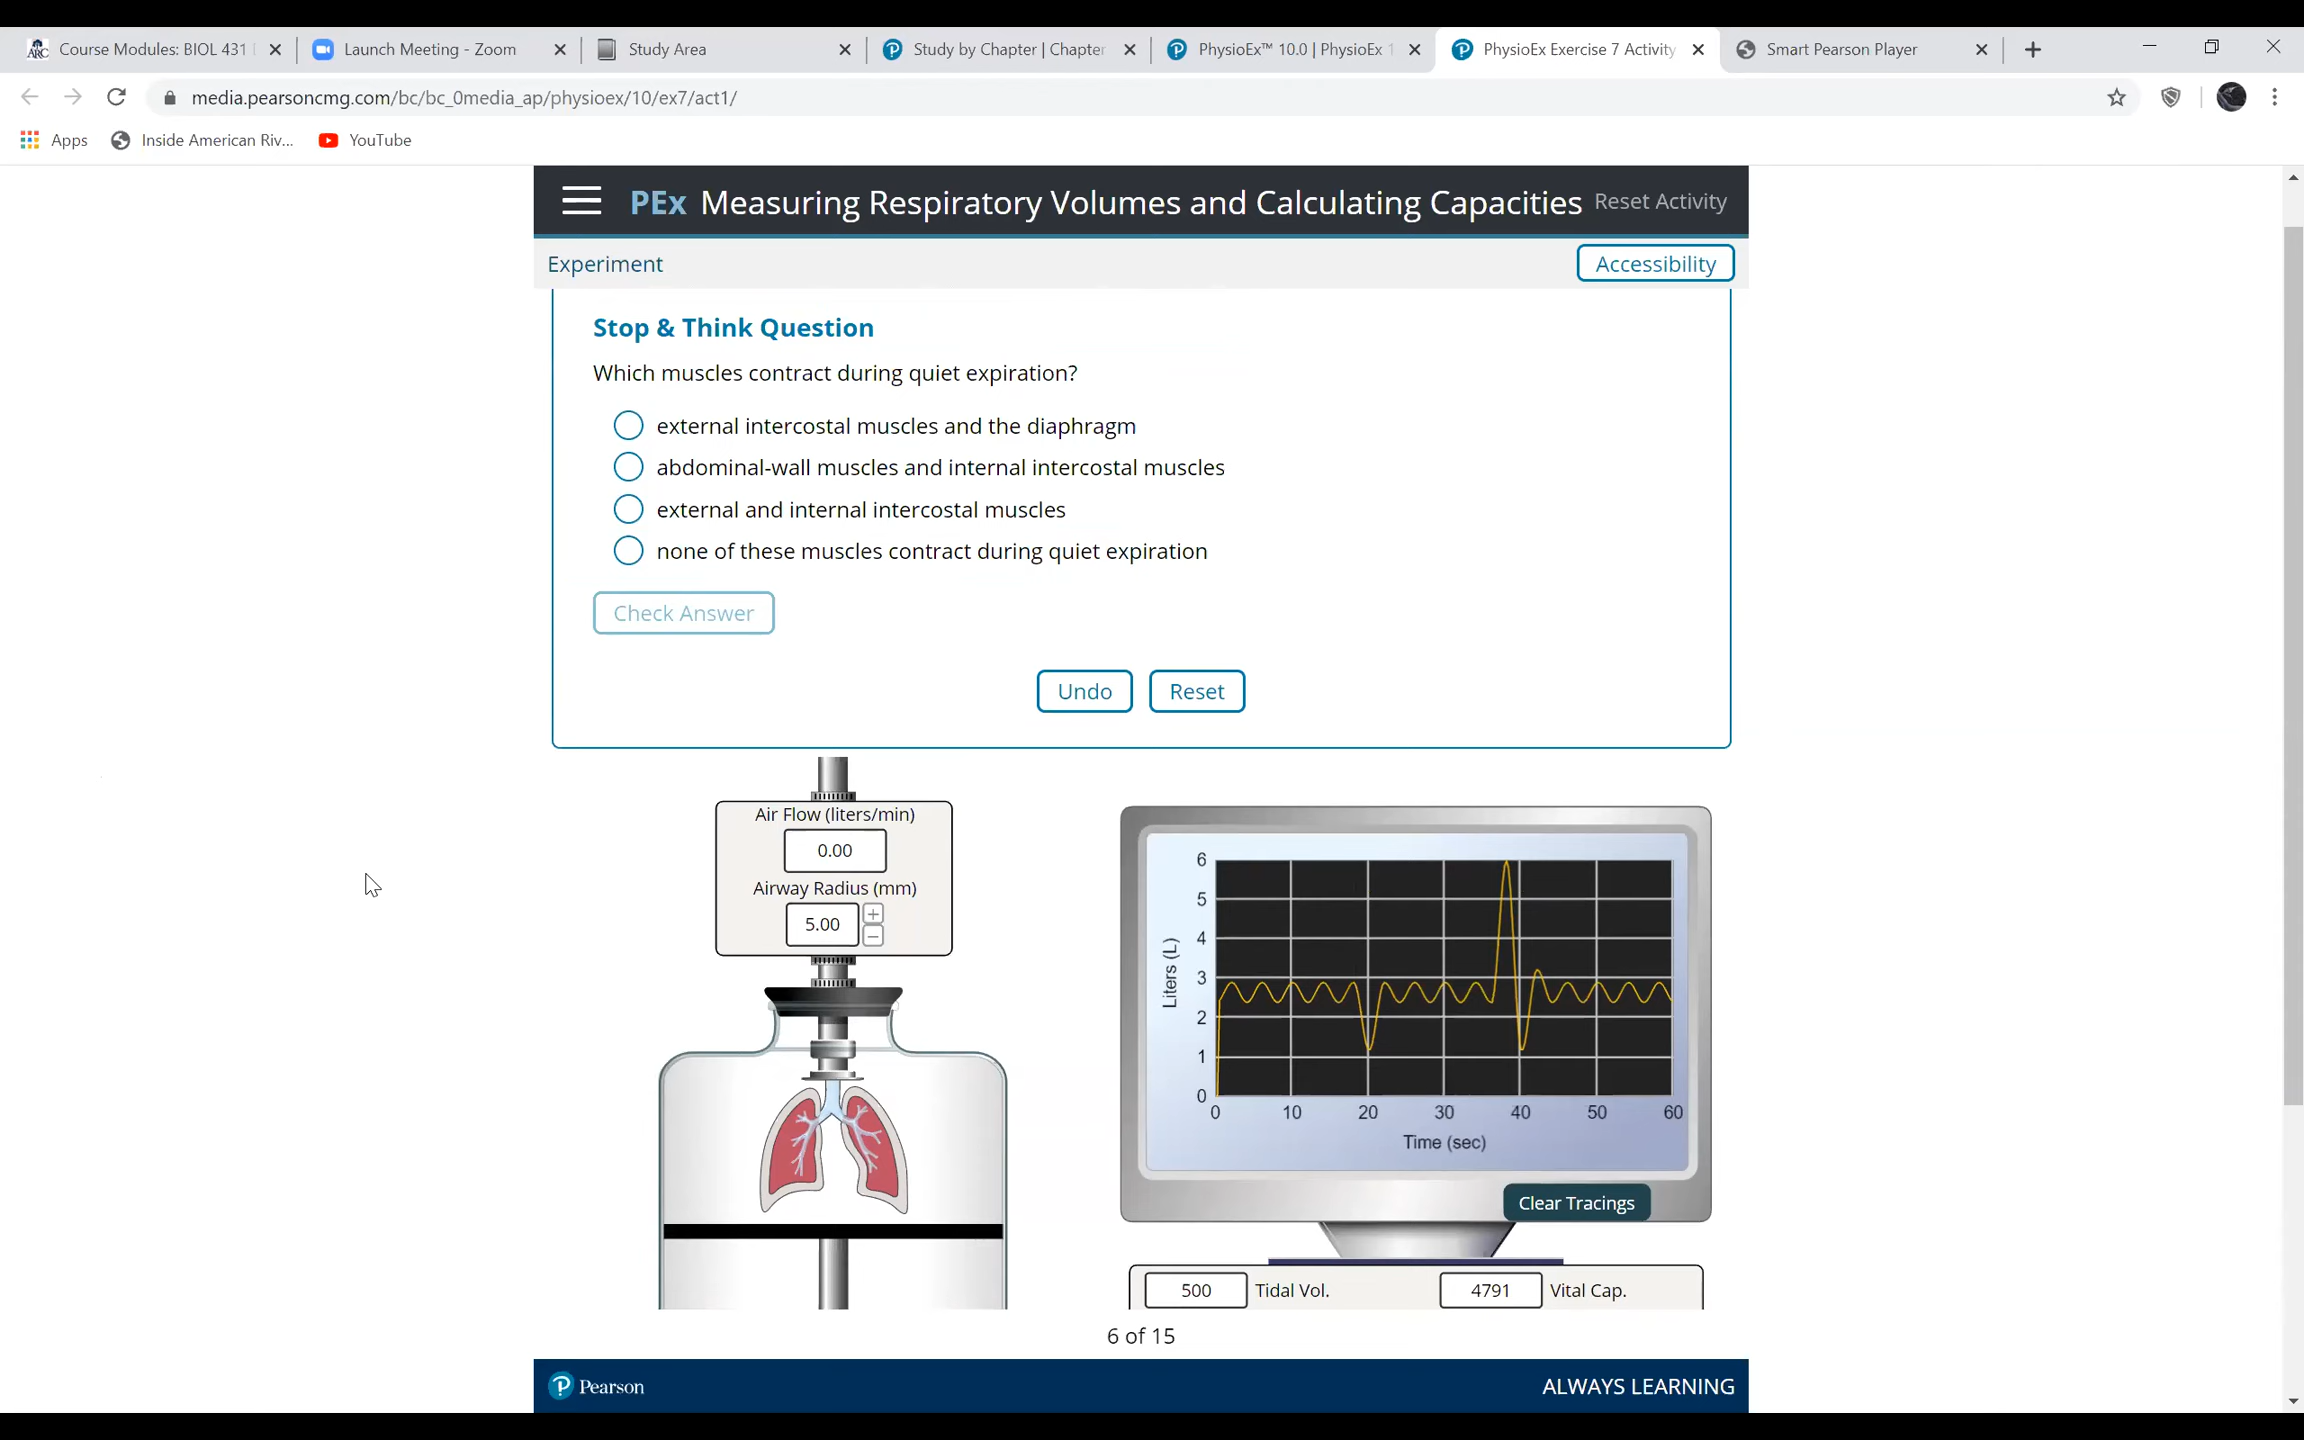 Course Modules: BIOL 431
Launch Meeting - Zoom
Study Area
Study by Chapter | Chapter
PhysioEx™ 10.0 | PhysioEx 1
PhysioEx Exercise 7 Activity
Smart Pearson Player
media.pearsoncmg.com/bc/bc_0media_ap/physioex/10/ex7/act1/
Apps
Inside American Riv...
YouTube
PEx Measuring Respiratory Volumes and Calculating Capacities
Reset Activity
Experiment
Accessibility
Stop & Think Question
Which muscles contract during quiet expiration?
external intercostal muscles and the diaphragm
abdominal-wall muscles and internal intercostal muscles
external and internal intercostal muscles
none of these muscles contract during quiet expiration
Check Answer
Undo
Reset
Air Flow (liters/min)
0.00
Airway Radius (mm)
5.00
+
−
6
5
4
3
2
1
0
Liters (L)
0 10 20 30 40 50 60
Time (sec)
Clear Tracings
500 Tidal Vol.
4791 Vital Cap.
6 of 15
Pearson
ALWAYS LEARNING